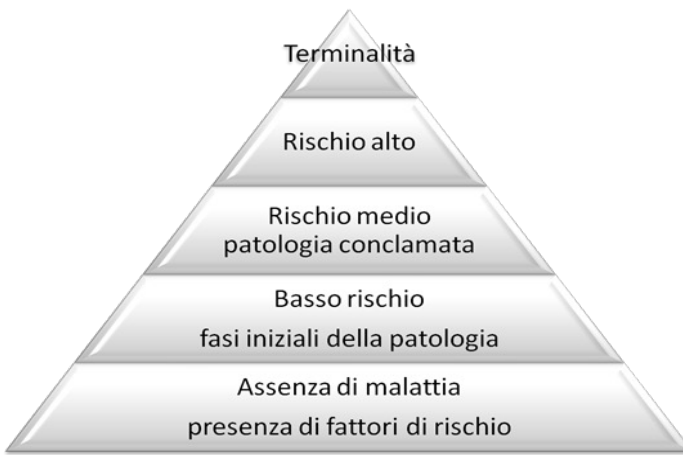 Terminalità
Rischio alto
Rischio medio
patologia conclamata
Basso rischio
fasi iniziali della patologia
Assenza di malattia
presenza di fattori di rischio